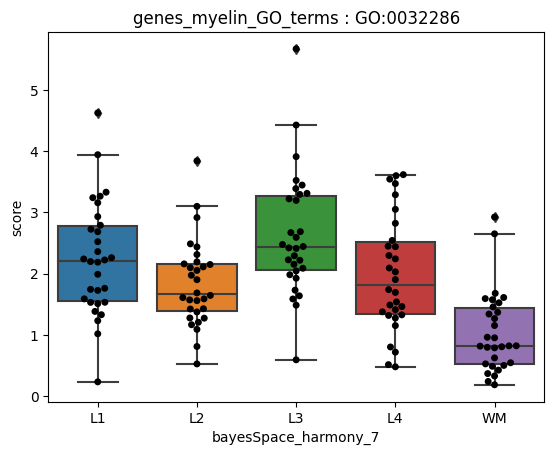 genes_myelin_GO_terms : GO:0032286
score
5
4
3
2
1
0
L1 L2 L3 L4 WM
bayesSpace_harmony_7